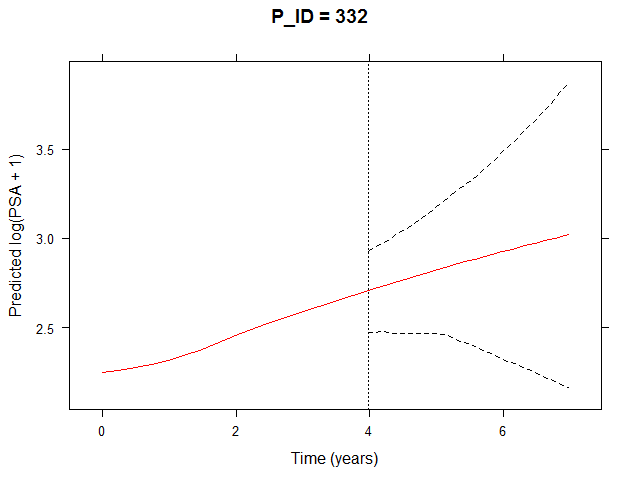 P_ID = 332
Predicted log(PSA + 1)
3.5
3.0
2.5
0 2 4 6
Time (years)